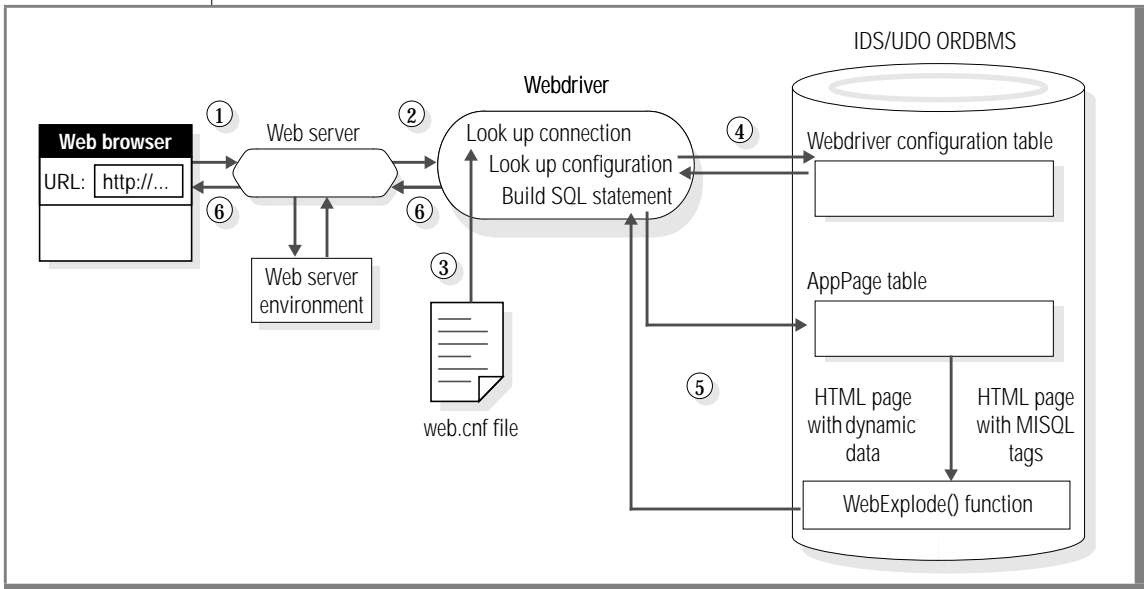 IDS/UDO ORDBMS
Webdriver
1
2
4
Web browser
Web server
Look up connection
Look up configuration
Build SQL statement
Webdriver configuration table
URL:
http://...
6
6
3
Web server
environment
AppPage table
5
web.cnf file
HTML page
with dynamic
data
HTML page
with MISQL
tags
WebExplode() function